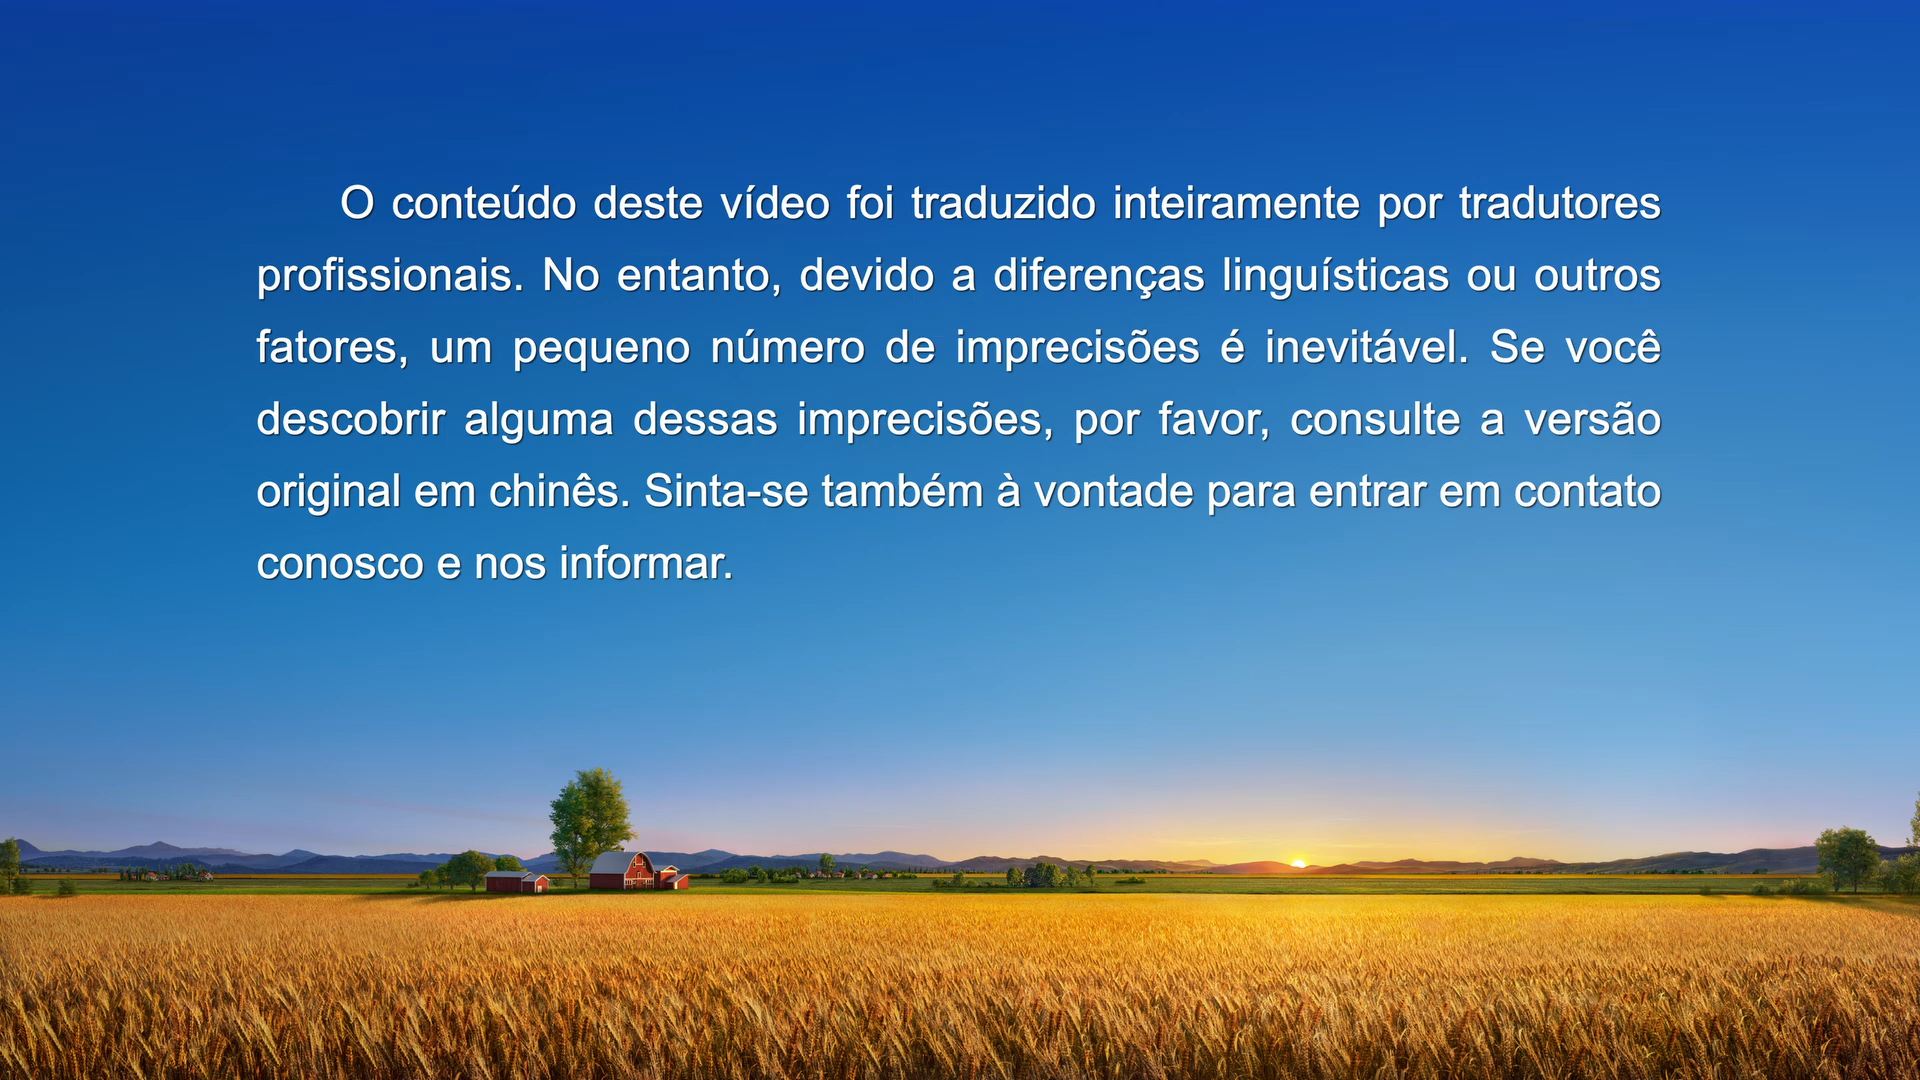 O conteúdo deste vídeo foi traduzido inteiramente por tradutores
profissionais. No entanto, devido a diferenças linguísticas ou outros
fatores, um pequeno número de imprecisões é inevitável. Se você
descobrir alguma dessas imprecisões, por favor, consulte a versão
original em chinês. Sinta-se também à vontade para entrar em contato
conosco e nos informar.